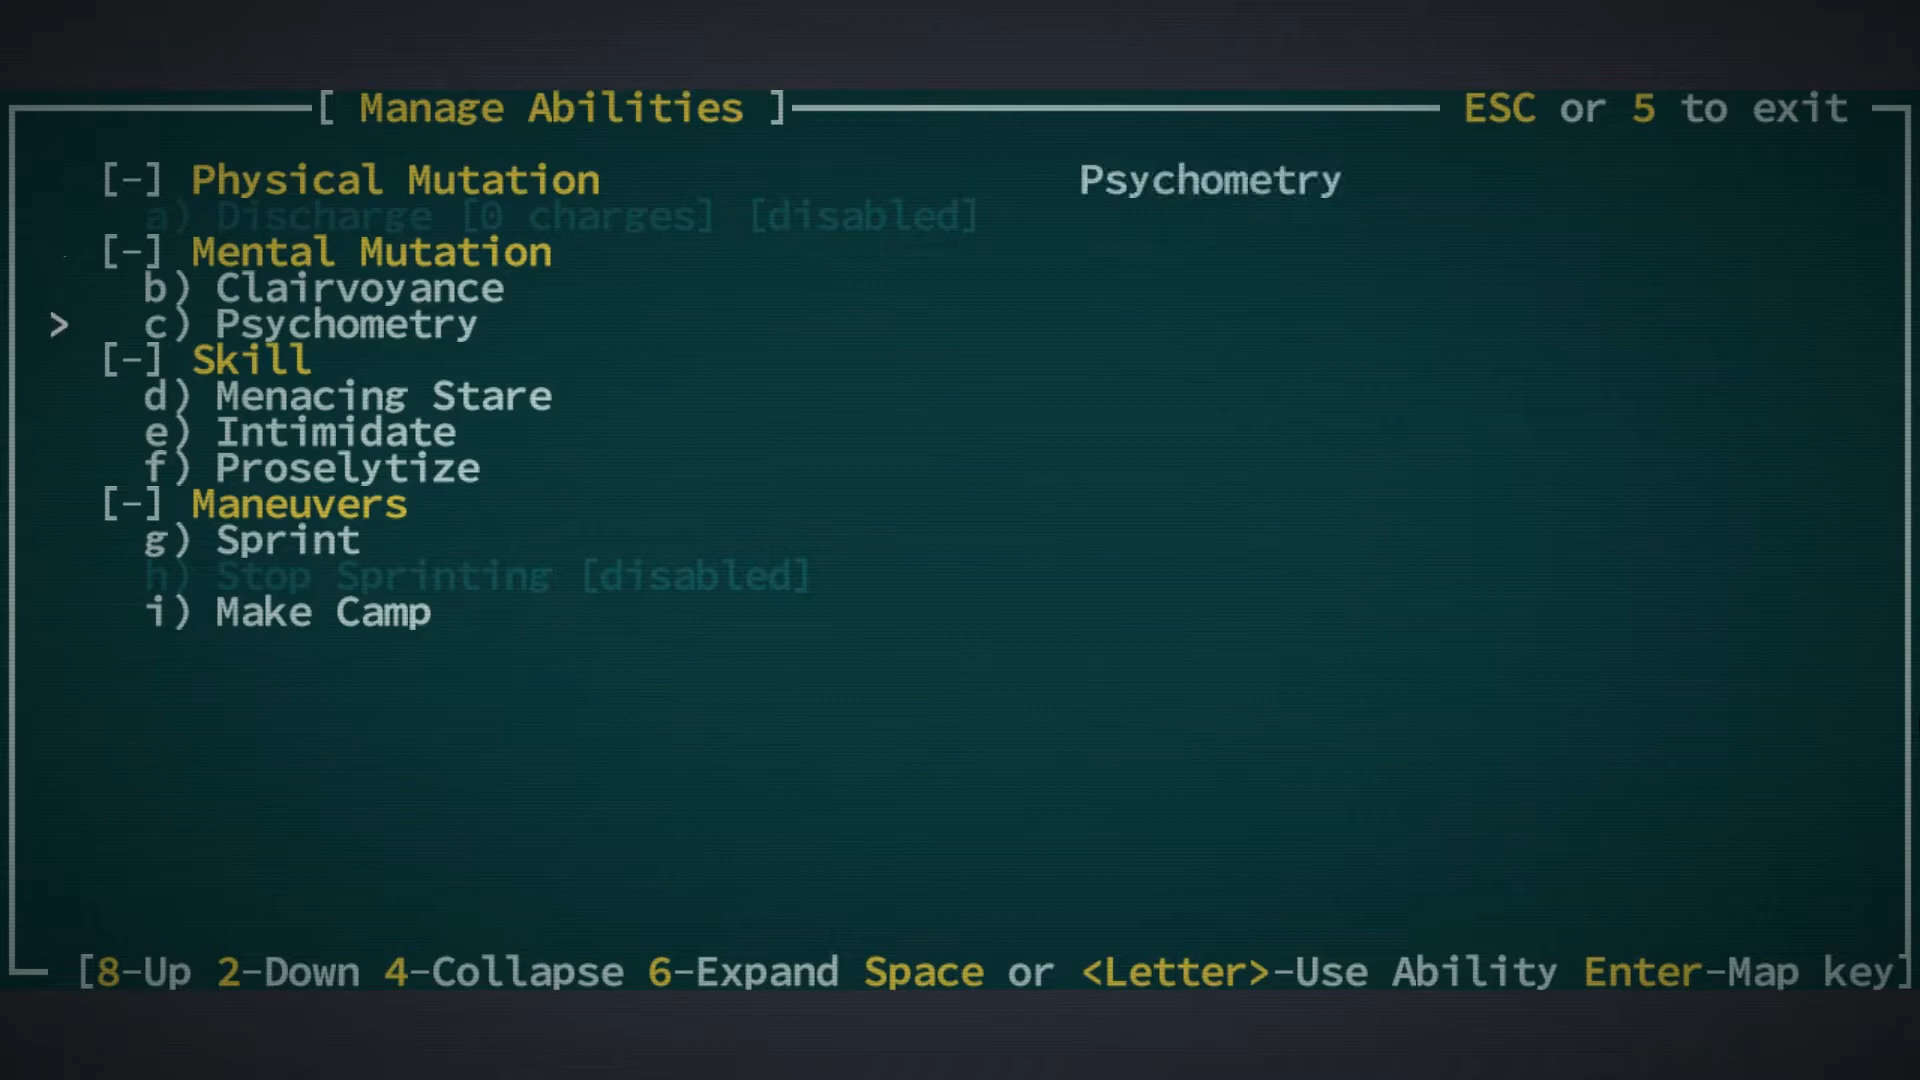 [ Manage Abilities ] ESC or 5 to exit
[-] Physical Mutation
Psychometry
a) Discharge [0 charges] [disabled]
[-] Mental Mutation
b) Clairvoyance
> c) Psychometry
[-] Skill
d) Menacing Stare
e) Intimidate
f) Proselytize
[-] Maneuvers
g) Sprint
h) Stop Sprinting [disabled]
i) Make Camp
[8-Up 2-Down 4-Collapse 6-Expand Space or <Letter>-Use Ability Enter-Map key]